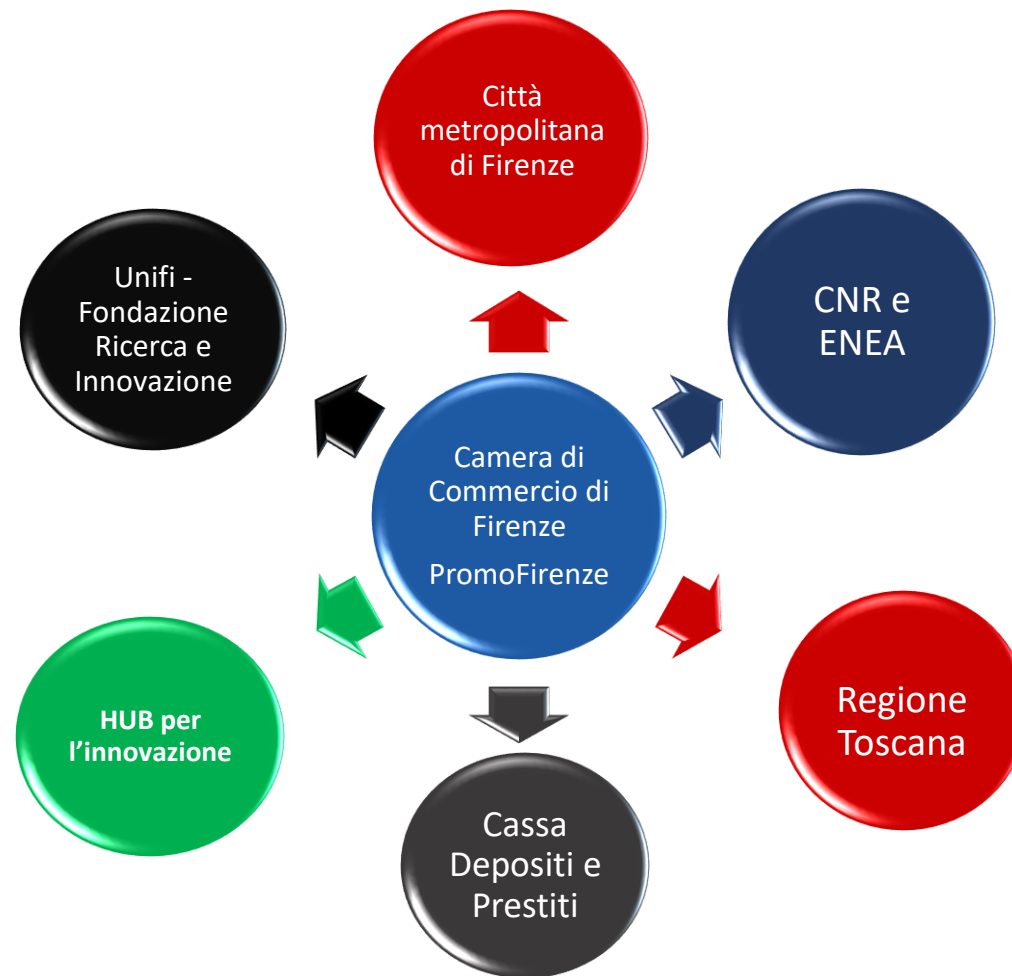 Città
metropolitana
di Firenze
Unifi -
Fondazione
Ricerca e
Innovazione
CNR e
ENEA
Camera di
Commercio di
Firenze
PromoFirenze
HUB per
l’innovazione
Regione
Toscana
Cassa
Depositi e
Prestiti